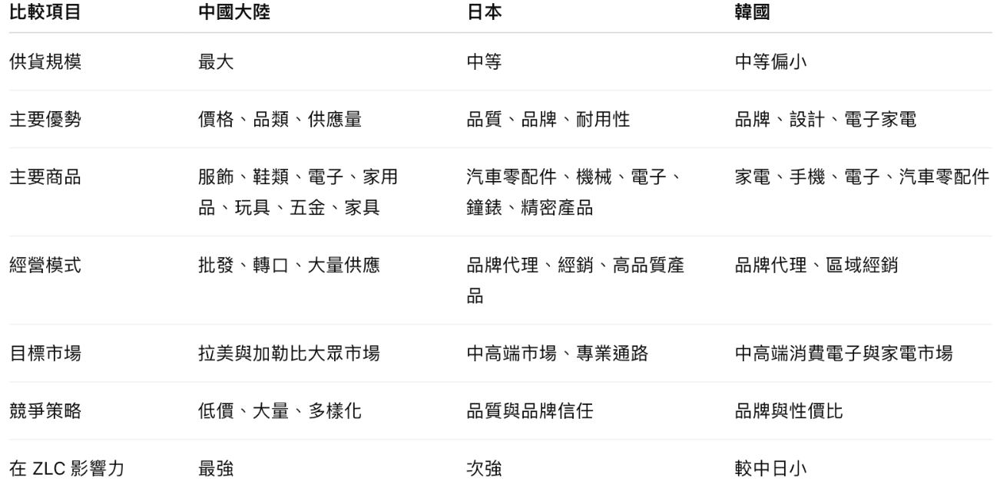 比較項目 中國大陸 日本 韓國
供貨規模 最大 中等 中等偏小
主要優勢 價格、品類、供應量 品質、品牌、耐用性 品牌、設計、電子家電
主要商品 服飾、鞋類、電子、家用 汽車零配件、機械、電子、 家電、手機、電子、汽車零配件
品、玩具、五金、家具 鐘錶、精密產品
經營模式 批發、轉口、大量供應 品牌代理、經銷、高品質產 品牌代理、區域經銷
品
目標市場 拉美與加勒比大眾市場 中高端市場、專業通路 中高端消費電子與家電市場
競爭策略 低價、大量、多樣化 品質與品牌信任 品牌與性價比
在 ZLC 影響力 最強 次強 較中日小